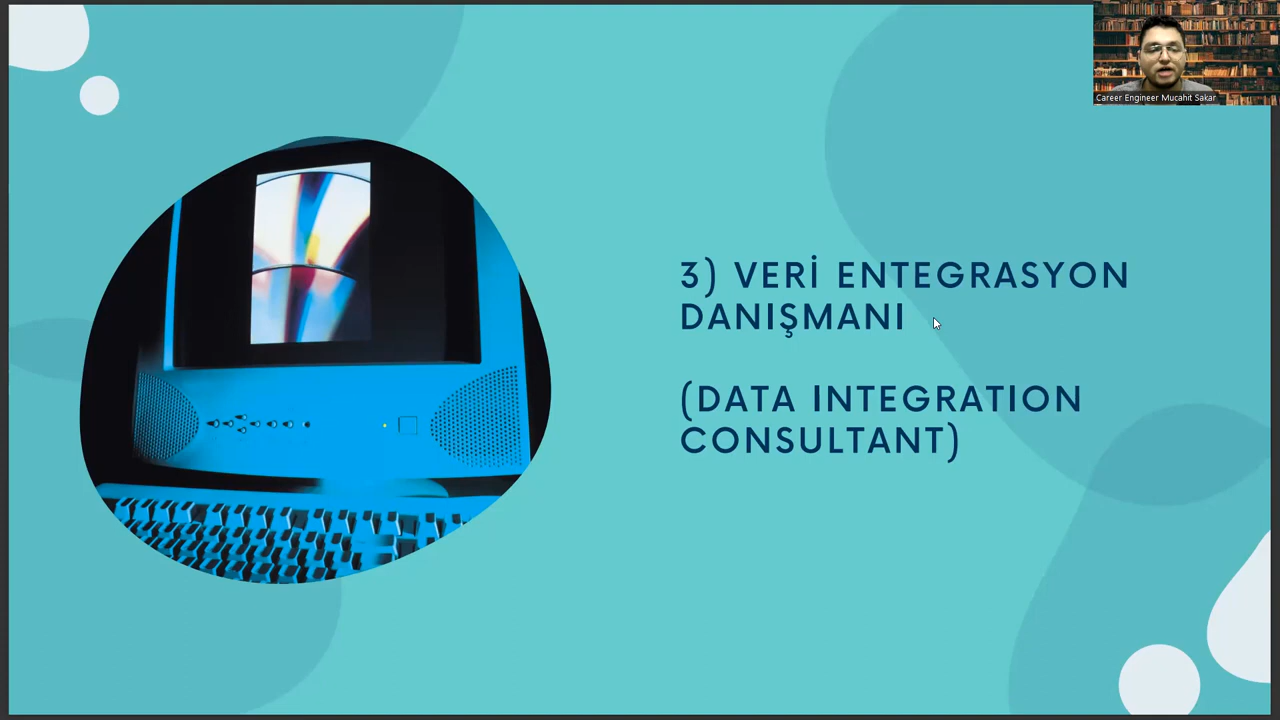 Career Engineer Mucahit Sakar
3) VERİ ENTEGRASYON
DANIŞMANI
(DATA INTEGRATION
CONSULTANT)